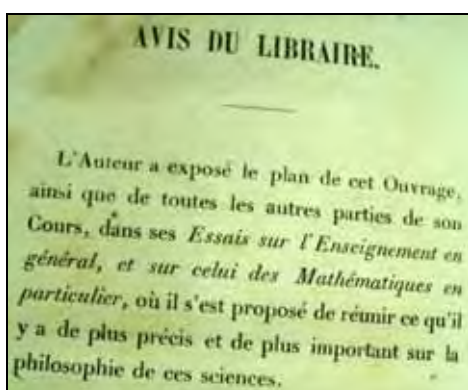 AVIS DU LIBRAIRE.
L'Auteur a exposé le plan de cet Ouvrage,
ainsi que de toutes les autres parties de son
Cours, dans ses Essais sur l'Enseignement en
général, et sur celui des Mathématiques en
particulier, où il s'est proposé de réunir ce qu'il
y a de plus précis et de plus important sur la
philosophie de ces sciences.